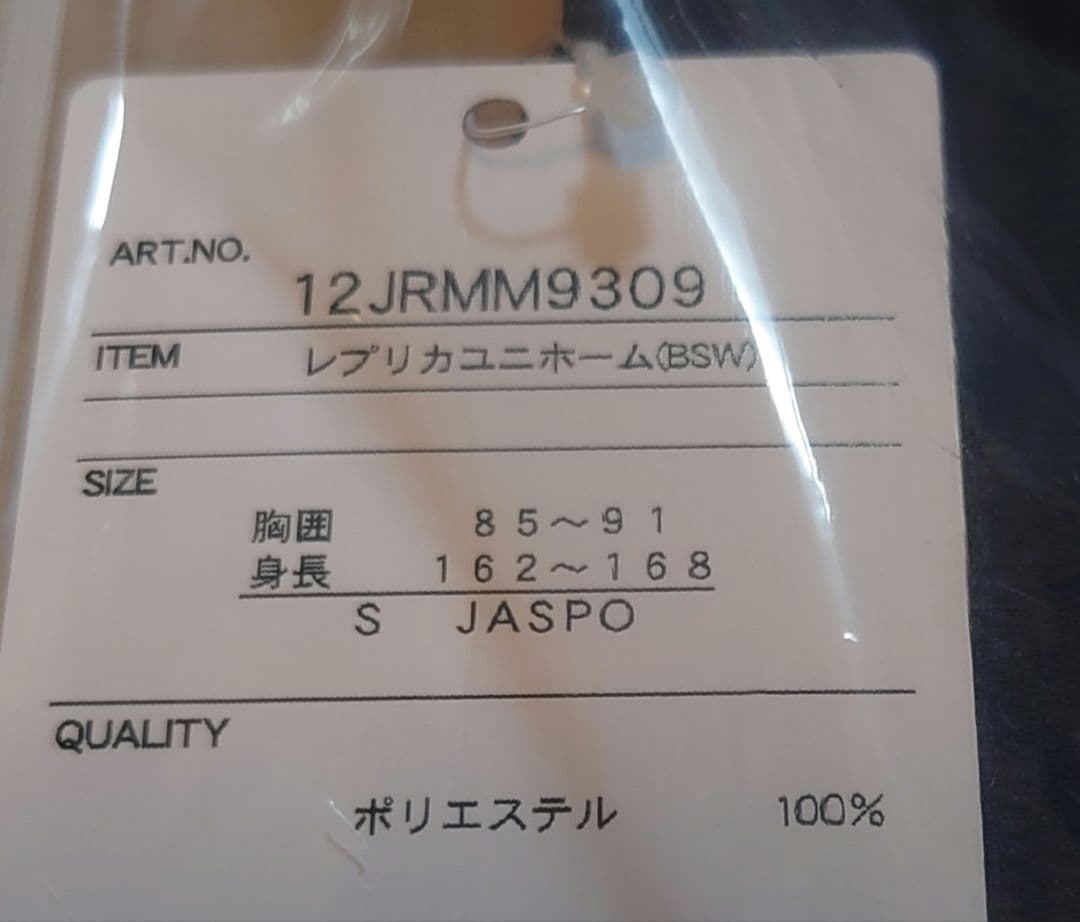 ART.NO.
12JRMM9309
ITEM レプリカユニホーム(BSW)
SIZE
胸囲 85～91
身長 162～168
S JASPO
QUALITY
ポリエステル 100%